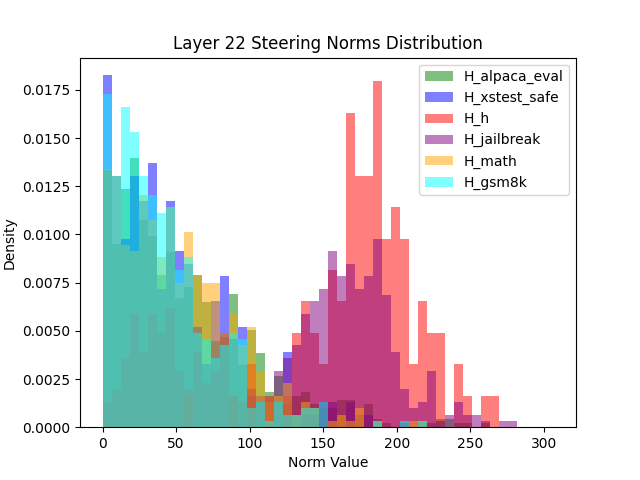 Layer 22 Steering Norms Distribution
H_alpaca_eval
H_xstest_safe
H_h
H_jailbreak
H_math
H_gsm8k
0.0175
0.0150
0.0125
0.0100
0.0075
0.0050
0.0025
0.0000
Density
0 50 100 150 200 250 300
Norm Value